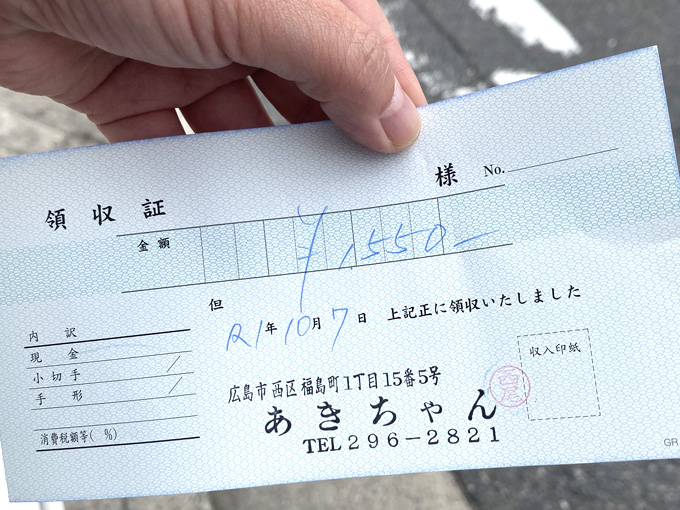 領収証 様 No.
金額 ¥1,550-
但
R1年10月7日 上記正に領収いたしました
内訳
現金
小切手 /
手形 /
消費税額等( %)
収入印紙
広島市西区福島町1丁目15番5号
あきちゃん
TEL296-2821
GR